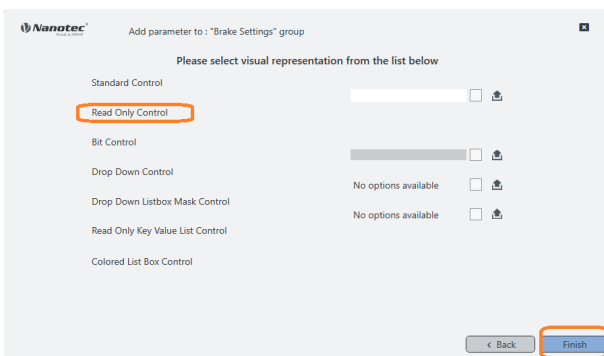 Nanotec®
PLUG & DRIVE
Add parameter to : "Brake Settings" group
Please select visual representation from the list below
Standard Control
Read Only Control
Bit Control
Drop Down Control
No options available
Drop Down Listbox Mask Control
No options available
Read Only Key Value List Control
Colored List Box Control
< Back
Finish